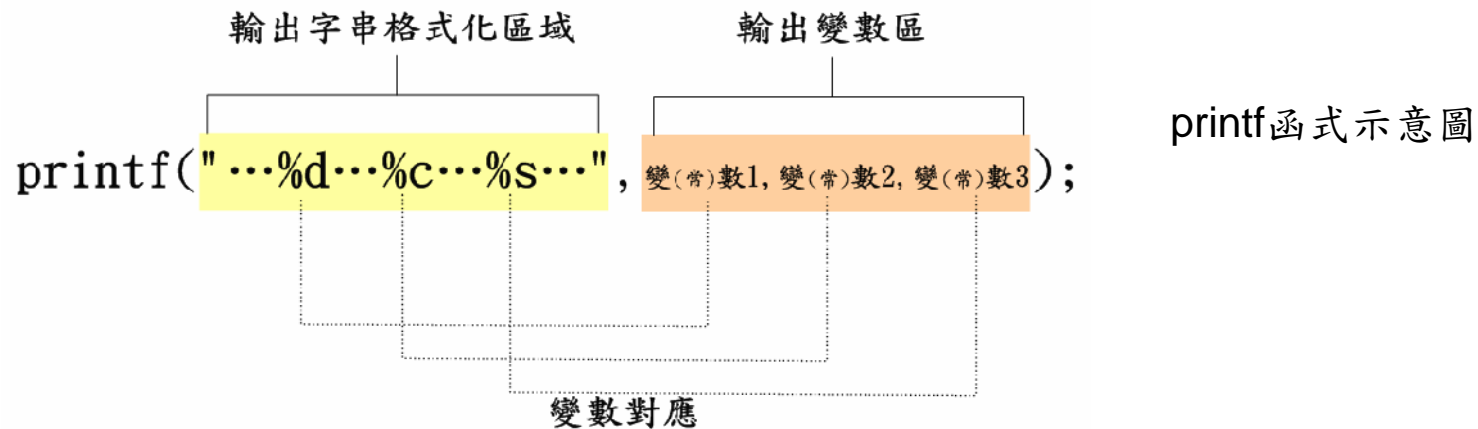 輸出字串格式化區域 輸出變數區
printf函式示意圖
printf("…%d…%c…%s…", 變(常)數1, 變(常)數2, 變(常)數3);
變數對應